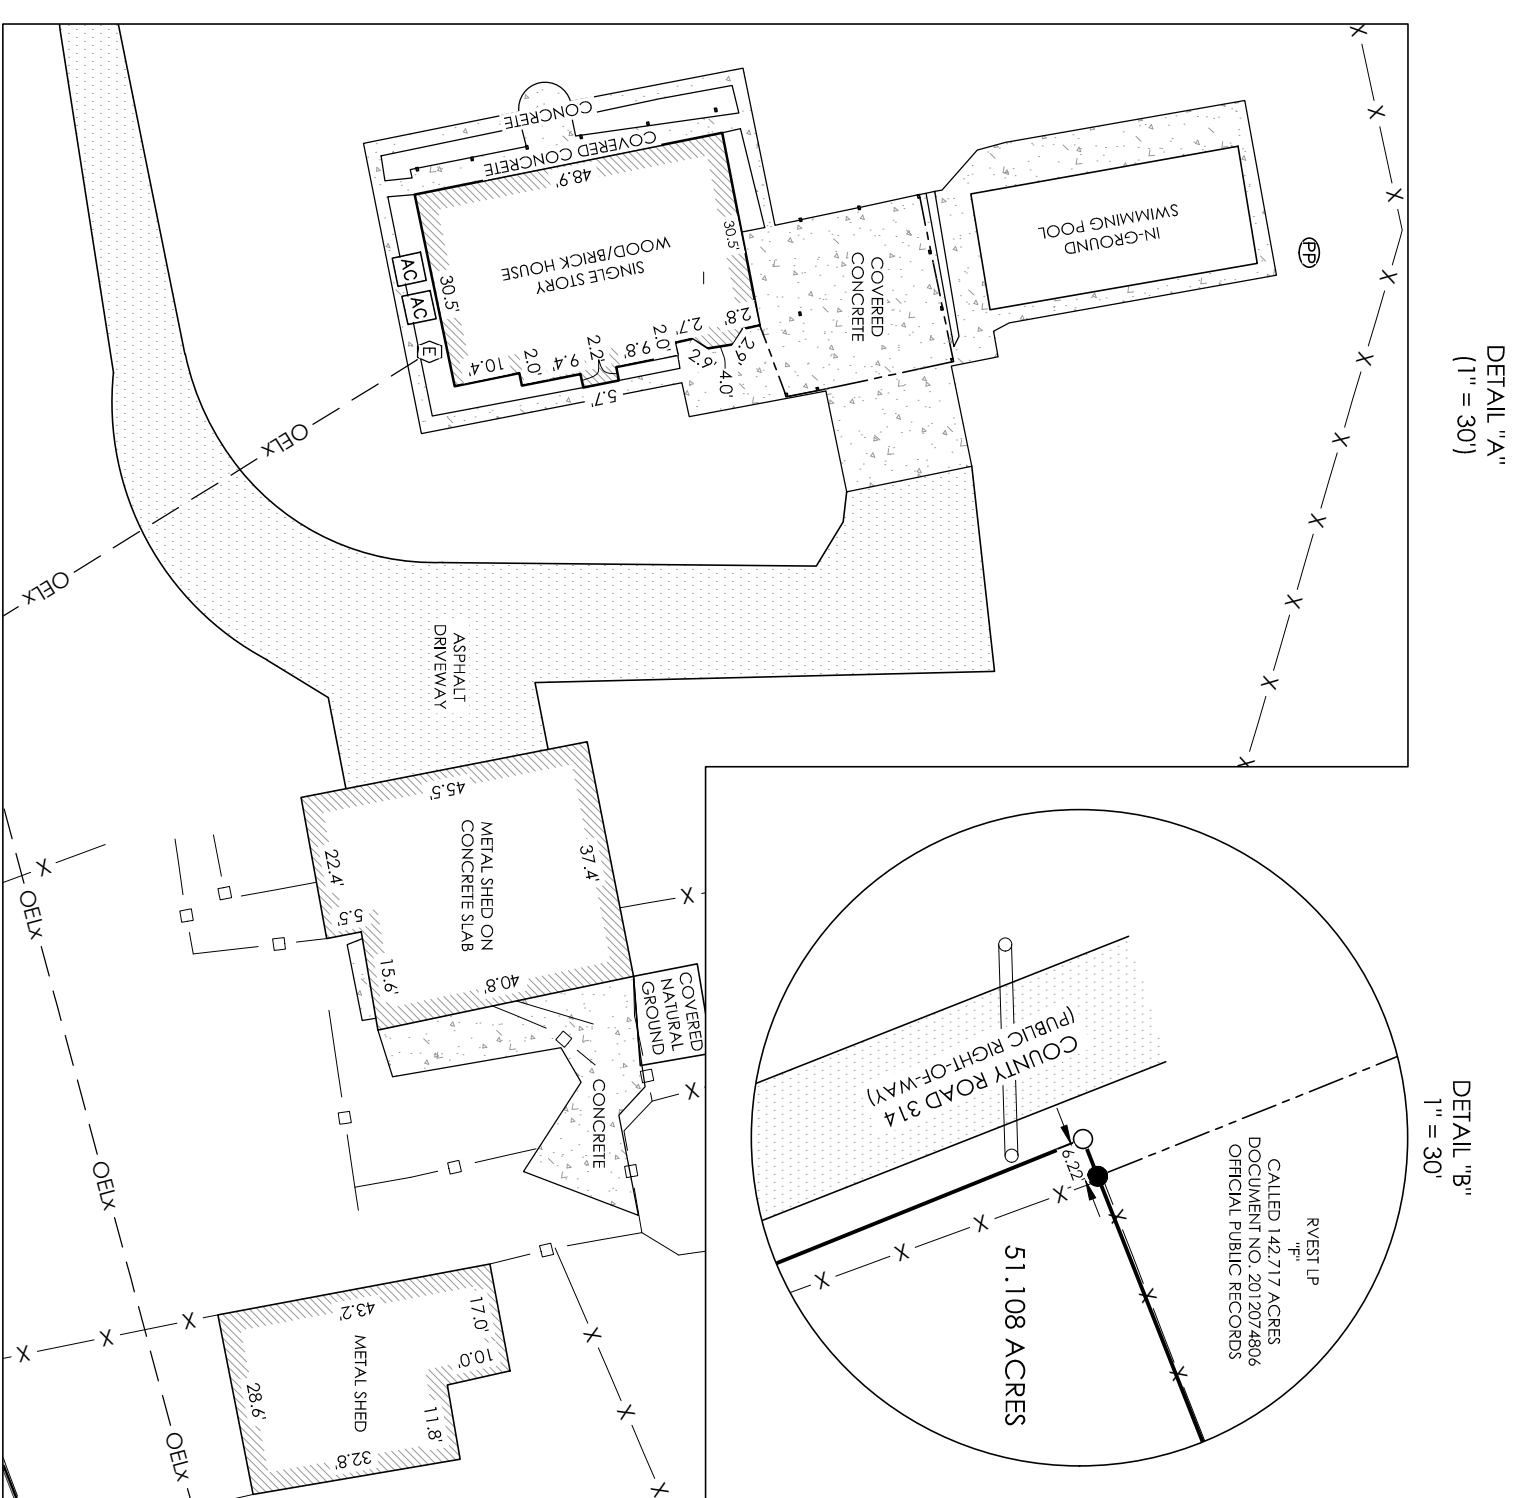 DETAIL "A"
(1" = 30')
X
X
X
X
X
X
X
X
X
X
PP
IN-GROUND
SWIMMING POOL
COVERED
CONCRETE
CONCRETE
COVERED CONCRETE
48.9'
30.5'
SINGLE STORY
WOOD/BRICK HOUSE
30.5'
AC
AC
E
10.4'
2.0'
9.4'
2.2'
9.8'
2.0'
2.7'
2.8'
6.2'
2.6'
4.0'
5.7'
OELX
OELX
ASPHALT
DRIVEWAY
45.5'
37.4'
METAL SHED ON
CONCRETE SLAB
22.4'
5.5'
15.6'
40.8'
X
X
COVERED
NATURAL
GROUND
X
CONCRETE
OELX
OELX
OELX
X
X
X
43.2'
17.0'
10.0'
11.8'
METAL SHED
28.6'
32.8'
X
X
X
DETAIL "B"
1" = 30'
RVEST LP
"F"
CALLED 142.717 ACRES
DOCUMENT NO. 2012074806
OFFICIAL PUBLIC RECORDS
COUNTY ROAD 314
(PUBLIC RIGHT-OF-WAY)
6.22'
X
X
X
X
X
X
X
51.108 ACRES